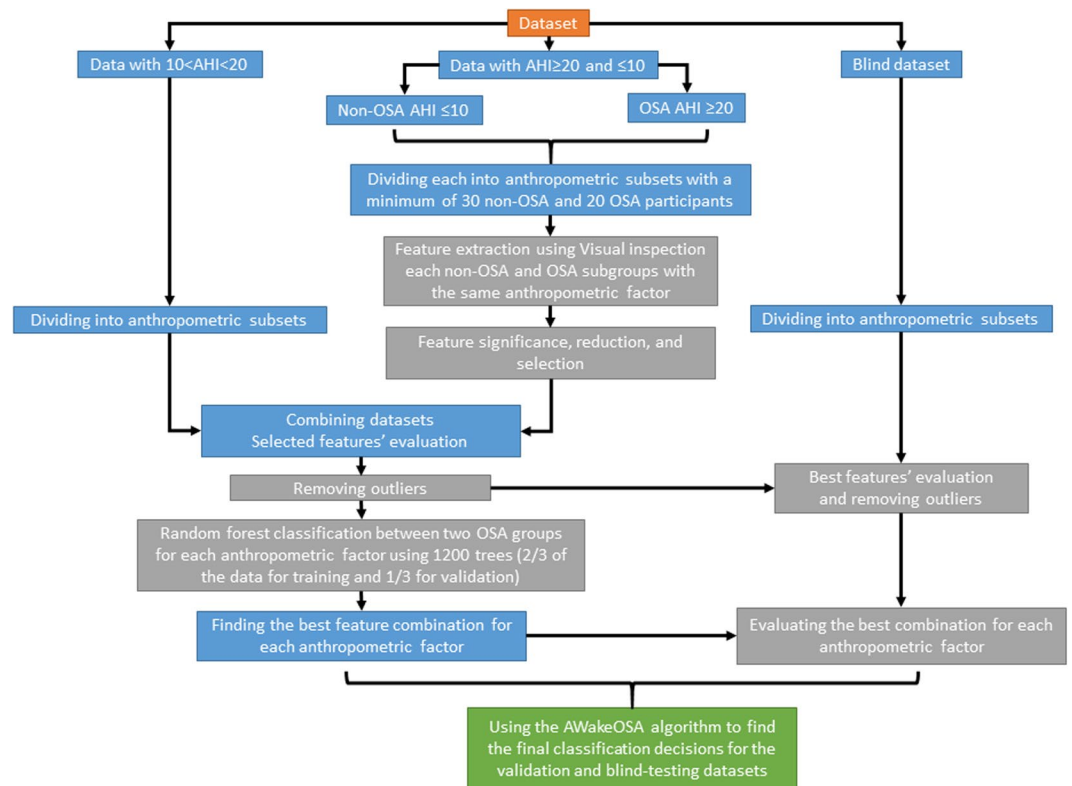 Dataset
Data with 10<AHI<20
Data with AHI≥20 and ≤10
Blind dataset
Non-OSA AHI ≤10
OSA AHI ≥20
Dividing each into anthropometric subsets with a
minimum of 30 non-OSA and 20 OSA participants
Feature extraction using Visual inspection
each non-OSA and OSA subgroups with
the same anthropometric factor
Dividing into anthropometric subsets
Dividing into anthropometric subsets
Feature significance, reduction, and
selection
Combining datasets
Selected features’ evaluation
Removing outliers
Best features’ evaluation
and removing outliers
Random forest classification between two OSA groups
for each anthropometric factor using 1200 trees (2/3 of
the data for training and 1/3 for validation)
Finding the best feature combination for
each anthropometric factor
Evaluating the best combination for each
anthropometric factor
Using the AWakeOSA algorithm to find
the final classification decisions for the
validation and blind-testing datasets